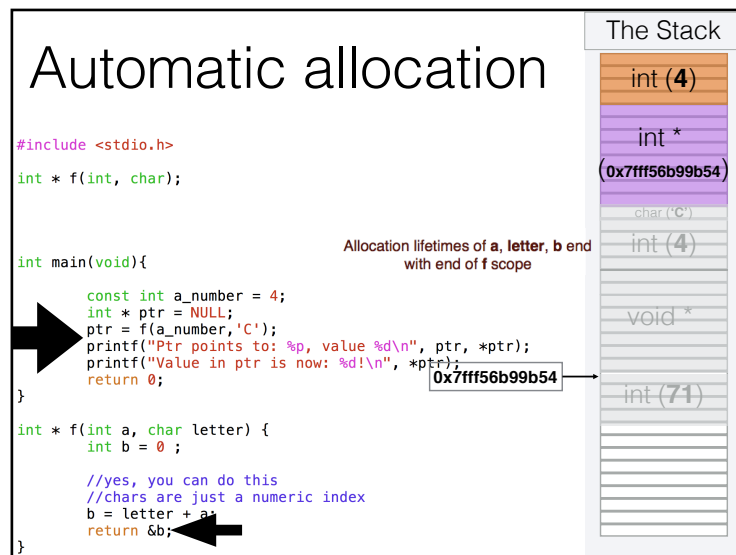 Automatic allocation
#include <stdio.h>
int * f(int, char);
int main(void){
const int a_number = 4;
int * ptr = NULL;
ptr = f(a_number,'C');
printf("Ptr points to: %p, value %d\n", ptr, *ptr);
printf("Value in ptr is now: %d!\n", *ptr);
return 0;
}
int * f(int a, char letter) {
int b = 0 ;
//yes, you can do this
//chars are just a numeric index
b = letter + a;
return &b;
}
Allocation lifetimes of a, letter, b end
with end of f scope
0x7fff56b99b54
The Stack
int (4)
int *
(0x7fff56b99b54)
char ('C')
int (4)
void *
int (71)